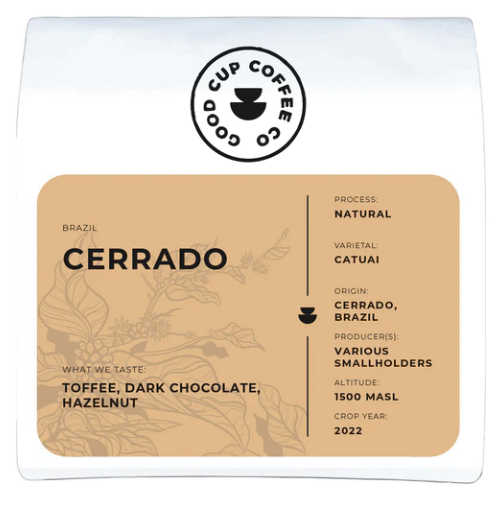 GOOD CUP COFFEE CO
BRAZIL
CERRADO
WHAT WE TASTE:
TOFFEE, DARK CHOCOLATE,
HAZELNUT
PROCESS:
NATURAL
VARIETAL:
CATUAI
ORIGIN:
CERRADO,
BRAZIL
PRODUCER(S):
VARIOUS
SMALLHOLDERS
ALTITUDE:
1500 MASL
CROP YEAR:
2022